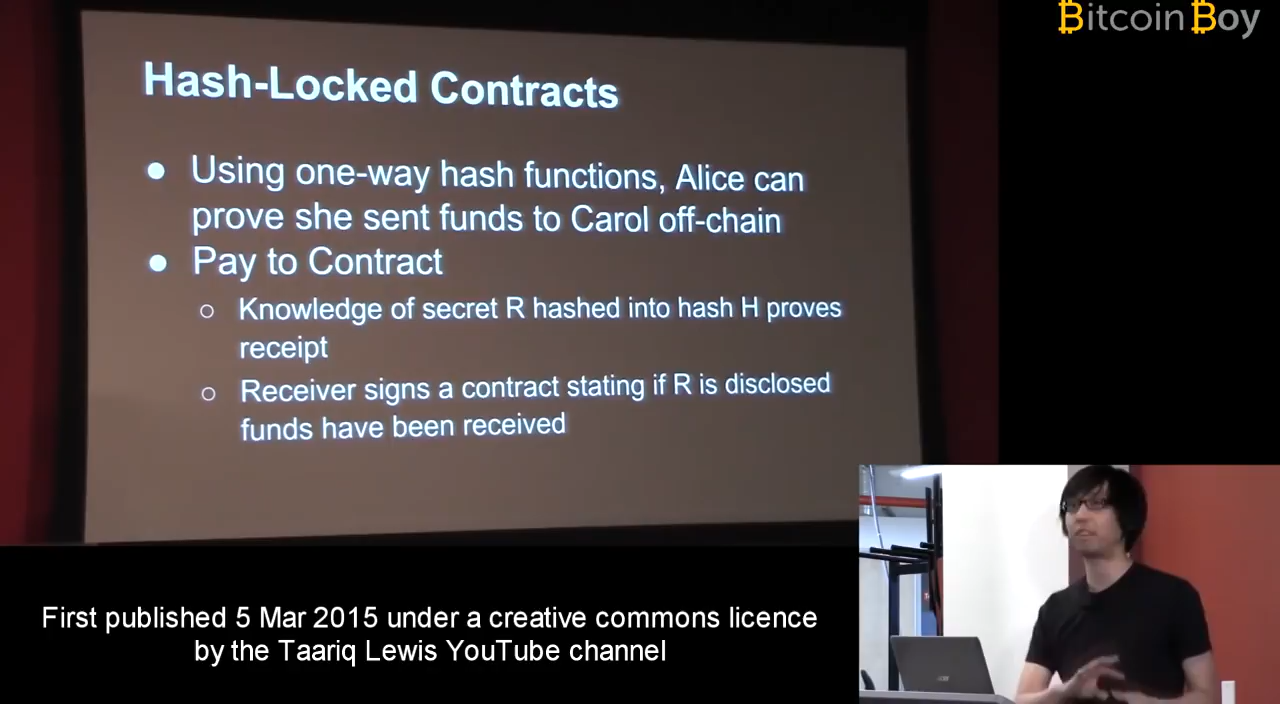 BitcoinBoy
Hash-Locked Contracts
● Using one-way hash functions, Alice can
prove she sent funds to Carol off-chain
● Pay to Contract
○ Knowledge of secret R hashed into hash H proves
receipt
○ Receiver signs a contract stating if R is disclosed
funds have been received
First published 5 Mar 2015 under a creative commons licence
by the Taariq Lewis YouTube channel